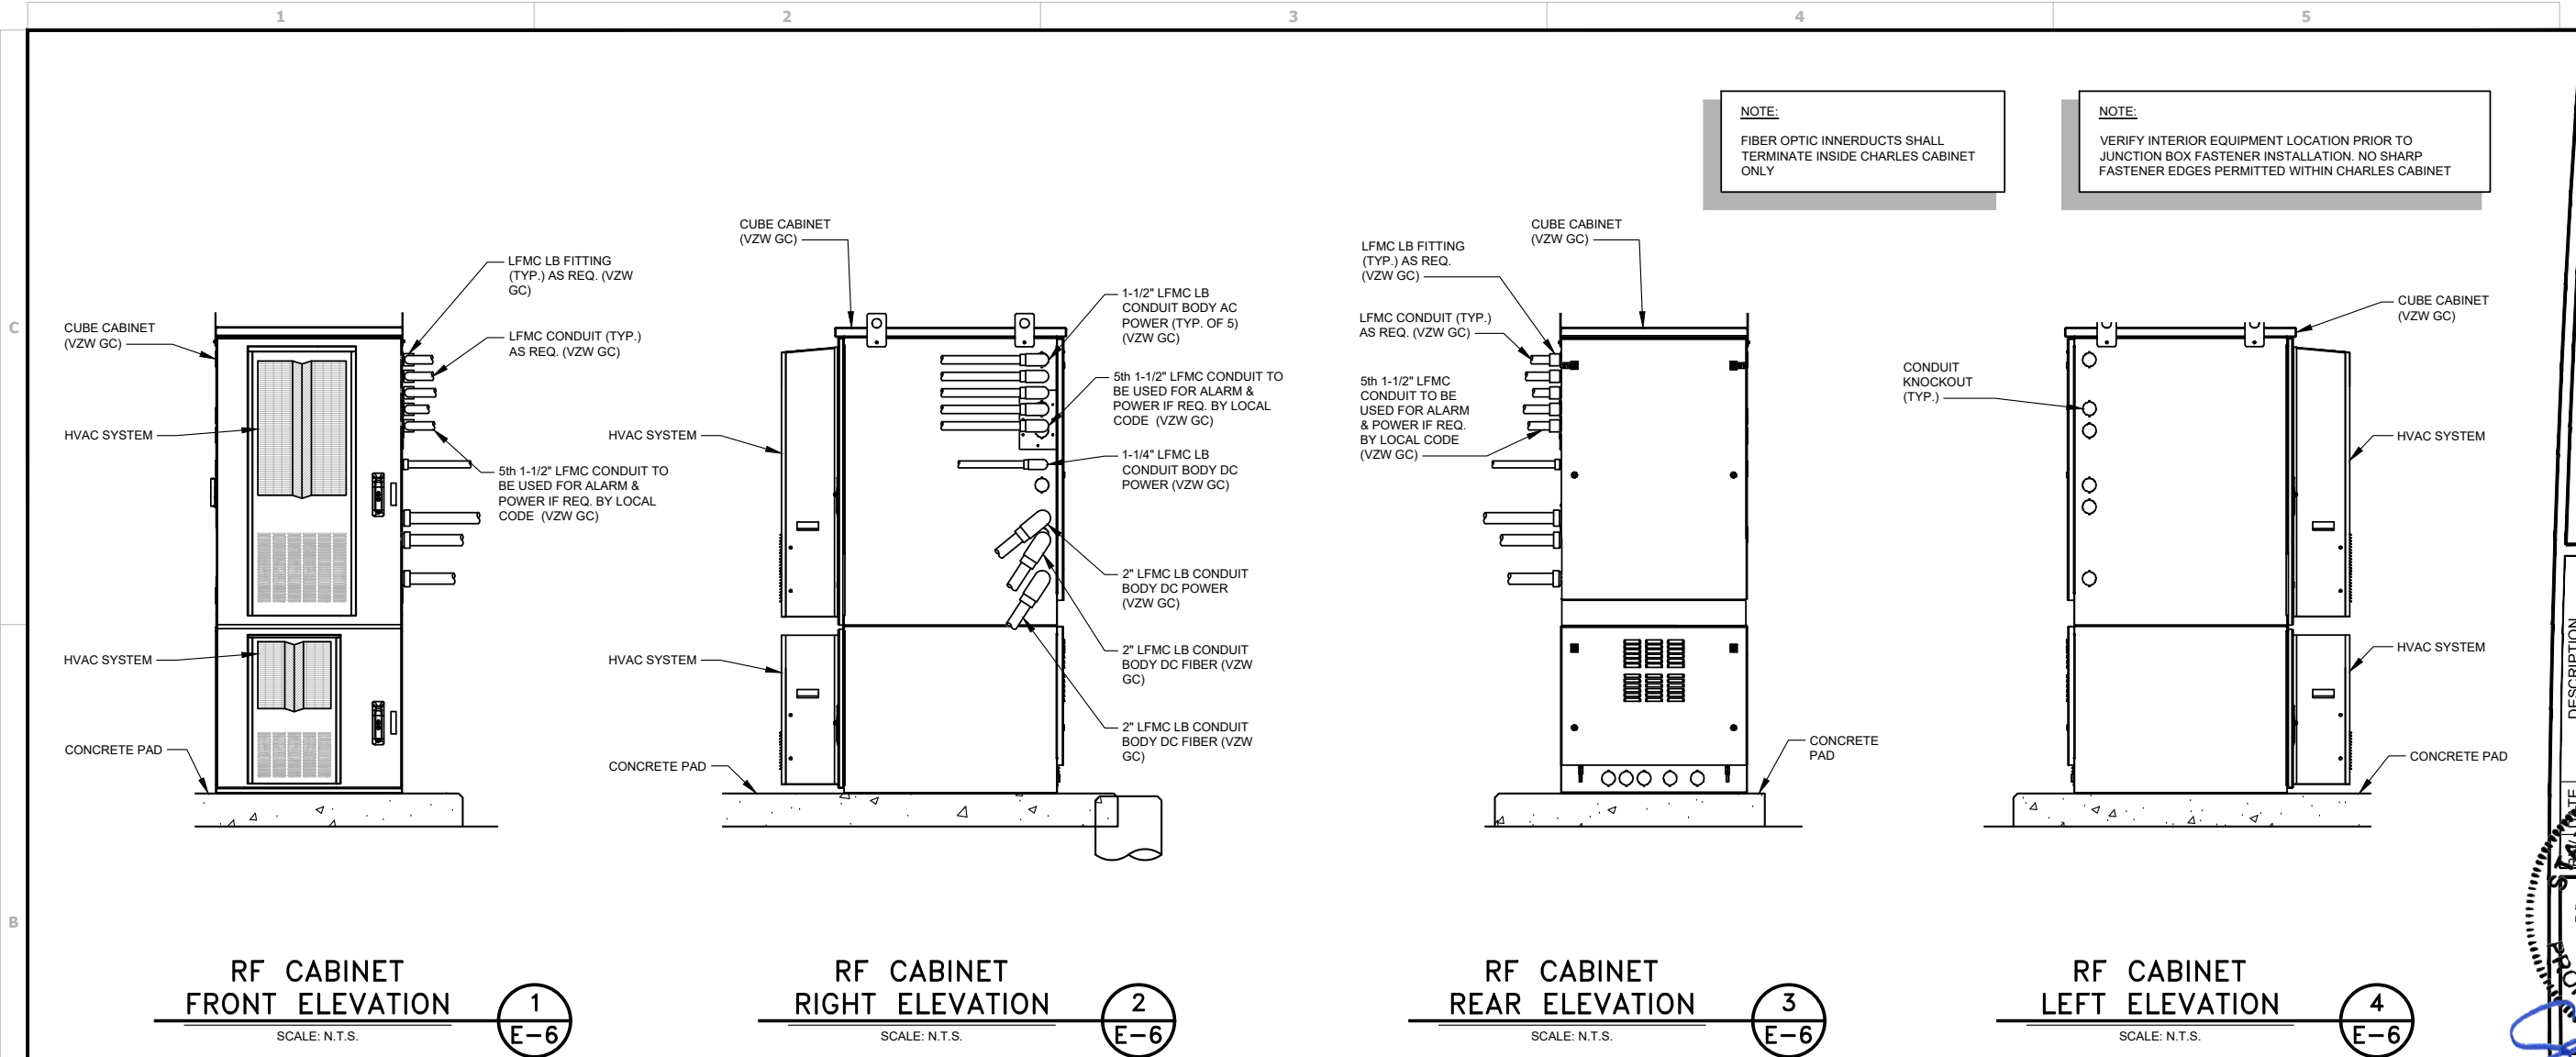 1
2
3
4
5
C
B
NOTE:
FIBER OPTIC INNERDUCTS SHALL
TERMINATE INSIDE CHARLES CABINET
ONLY
NOTE:
VERIFY INTERIOR EQUIPMENT LOCATION PRIOR TO
JUNCTION BOX FASTENER INSTALLATION. NO SHARP
FASTENER EDGES PERMITTED WITHIN CHARLES CABINET
CUBE CABINET
(VZW GC)
HVAC SYSTEM
HVAC SYSTEM
CONCRETE PAD
LFMC LB FITTING
(TYP.) AS REQ. (VZW
GC)
LFMC CONDUIT (TYP.)
AS REQ. (VZW GC)
5th 1-1/2" LFMC CONDUIT TO
BE USED FOR ALARM &
POWER IF REQ. BY LOCAL
CODE (VZW GC)
RF CABINET
FRONT ELEVATION
SCALE: N.T.S.
1
E-6
CUBE CABINET
(VZW GC)
HVAC SYSTEM
HVAC SYSTEM
CONCRETE PAD
1-1/2" LFMC LB
CONDUIT BODY AC
POWER (TYP. OF 5)
(VZW GC)
5th 1-1/2" LFMC CONDUIT TO
BE USED FOR ALARM &
POWER IF REQ. BY LOCAL
CODE (VZW GC)
1-1/4" LFMC LB
CONDUIT BODY DC
POWER (VZW GC)
2" LFMC LB CONDUIT
BODY DC POWER
(VZW GC)
2" LFMC LB CONDUIT
BODY DC FIBER (VZW
GC)
2" LFMC LB CONDUIT
BODY DC FIBER (VZW
GC)
RF CABINET
RIGHT ELEVATION
SCALE: N.T.S.
2
E-6
CUBE CABINET
(VZW GC)
LFMC LB FITTING
(TYP.) AS REQ.
(VZW GC)
LFMC CONDUIT (TYP.)
AS REQ. (VZW GC)
5th 1-1/2" LFMC
CONDUIT TO BE
USED FOR ALARM
& POWER IF REQ.
BY LOCAL CODE
(VZW GC)
CONCRETE
PAD
RF CABINET
REAR ELEVATION
SCALE: N.T.S.
3
E-6
CUBE CABINET
(VZW GC)
CONDUIT
KNOCKOUT
(TYP.)
HVAC SYSTEM
HVAC SYSTEM
CONCRETE PAD
RF CABINET
LEFT ELEVATION
SCALE: N.T.S.
4
E-6
DESCRIPTION